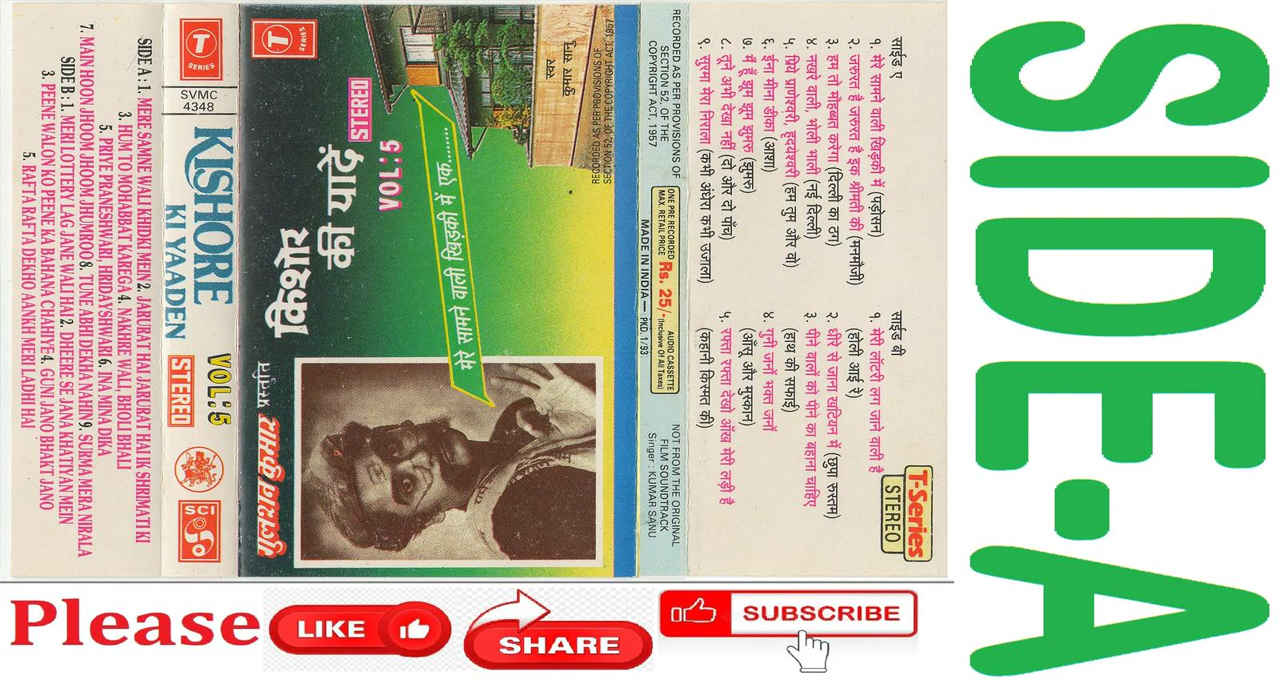 SIDE A : 1. MERE SAMNE WALI KHIDKI MEIN 2. JARURAT HAI JARURAT HAI IK SHRIMATI KI
3. HUM TO MOHABBAT KAREGA 4. NAKHRE WALI, BHOLI BHALI
5. PRIYE PRANESHWARI, HRIDAYSHWARI 6. INA MINA DIKA
7. MAIN HOON JHOOM JHOOM JHUMROO 8. TUNE ABHI DEKHA NAHIN 9. SURMA MERA NIRALA
SIDE B : 1. MERI LOTTERY LAG JANE WALI HAI 2. DHEERE SE JANA KHATIYAN MEIN
3. PEENE WALON KO PEENE KA BAHANA CHAHIYE 4. GUNI JANO BHAKT JANO
5. RAFTA RAFTA DEKHO AANKH MERI LADHI HAI
T
SERIES
SVMC
4348
KISHORE
KI YAADEN
VOL:5
STEREO
SCI
T
SERIES
गुलशन कुमार प्रस्तुति
किशोर
की यादें
STEREO
VOL:5
मेरे सामने वाली खिड़की में एक........
स्वर
कुमार सानु
RECORDED AS PER PROVISIONS OF
SECTION 52, OF THE COPYRIGHT ACT, 1957
RECORDED AS PER PROVISIONS OF
SECTION 52, OF THE
COPYRIGHT ACT, 1957
ONE PRE RECORDED AUDIO CASSETTE
MAX. RETAIL PRICE Rs. 25/- (Inclusive Of All Taxes)
MADE IN INDIA — PKD. 1/93
NOT FROM THE ORIGINAL
FILM SOUNDTRACK
Singer : KUMAR SANU
साईड ए
१. मेरे सामने वाली खिड़की में (पड़ोसन)
२. जरूरत है जरूरत है इक श्रीमती की (मनमौजी)
३. हम तो मोहब्बत करेगा (दिल्ली का ठग)
४. नखरे वाली, भोली भाली (नई दिल्ली)
५. प्रिये प्राणेश्वरी, हृदयेश्वरी (हम तुम और वो)
६. ईना मीना डीका (आशा)
७. मैं हूँ झूम झूम झुमरु (झुमरु)
८. तूने अभी देखा नहीं (दो और दो पाँच)
९. सुरमा मेरा निराला (कभी अंधेरा कभी उजाला)
साईड बी
१. मेरी लॉटरी लग जाने वाली है
(होली आई रे)
२. धीरे से जाना खटियन में (छुपा रुस्तम)
३. पीने वालों को पीने का बहाना चाहिए
(हाथ की सफाई)
४. गुनी जनों भक्त जनों
(आँसू और मुस्कान)
५. रफ्ता रफ्ता देखो आँख मेरी लड़ी है
(कहानी किस्मत की)
T-Series
STEREO
SIDE-A
Please
LIKE
SHARE
SUBSCRIBE